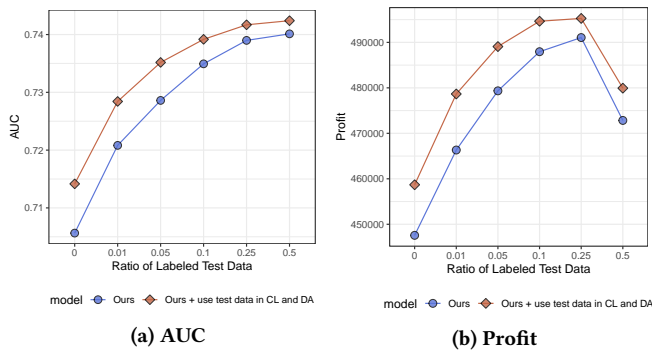 0.74
0.73
0.72
0.71
AUC
0 0.01 0.05 0.1 0.25 0.5
Ratio of Labeled Test Data
model Ours Ours + use test data in CL and DA
(a) AUC
490000
480000
470000
460000
450000
Profit
0 0.01 0.05 0.1 0.25 0.5
Ratio of Labeled Test Data
model Ours Ours + use test data in CL and DA
(b) Profit